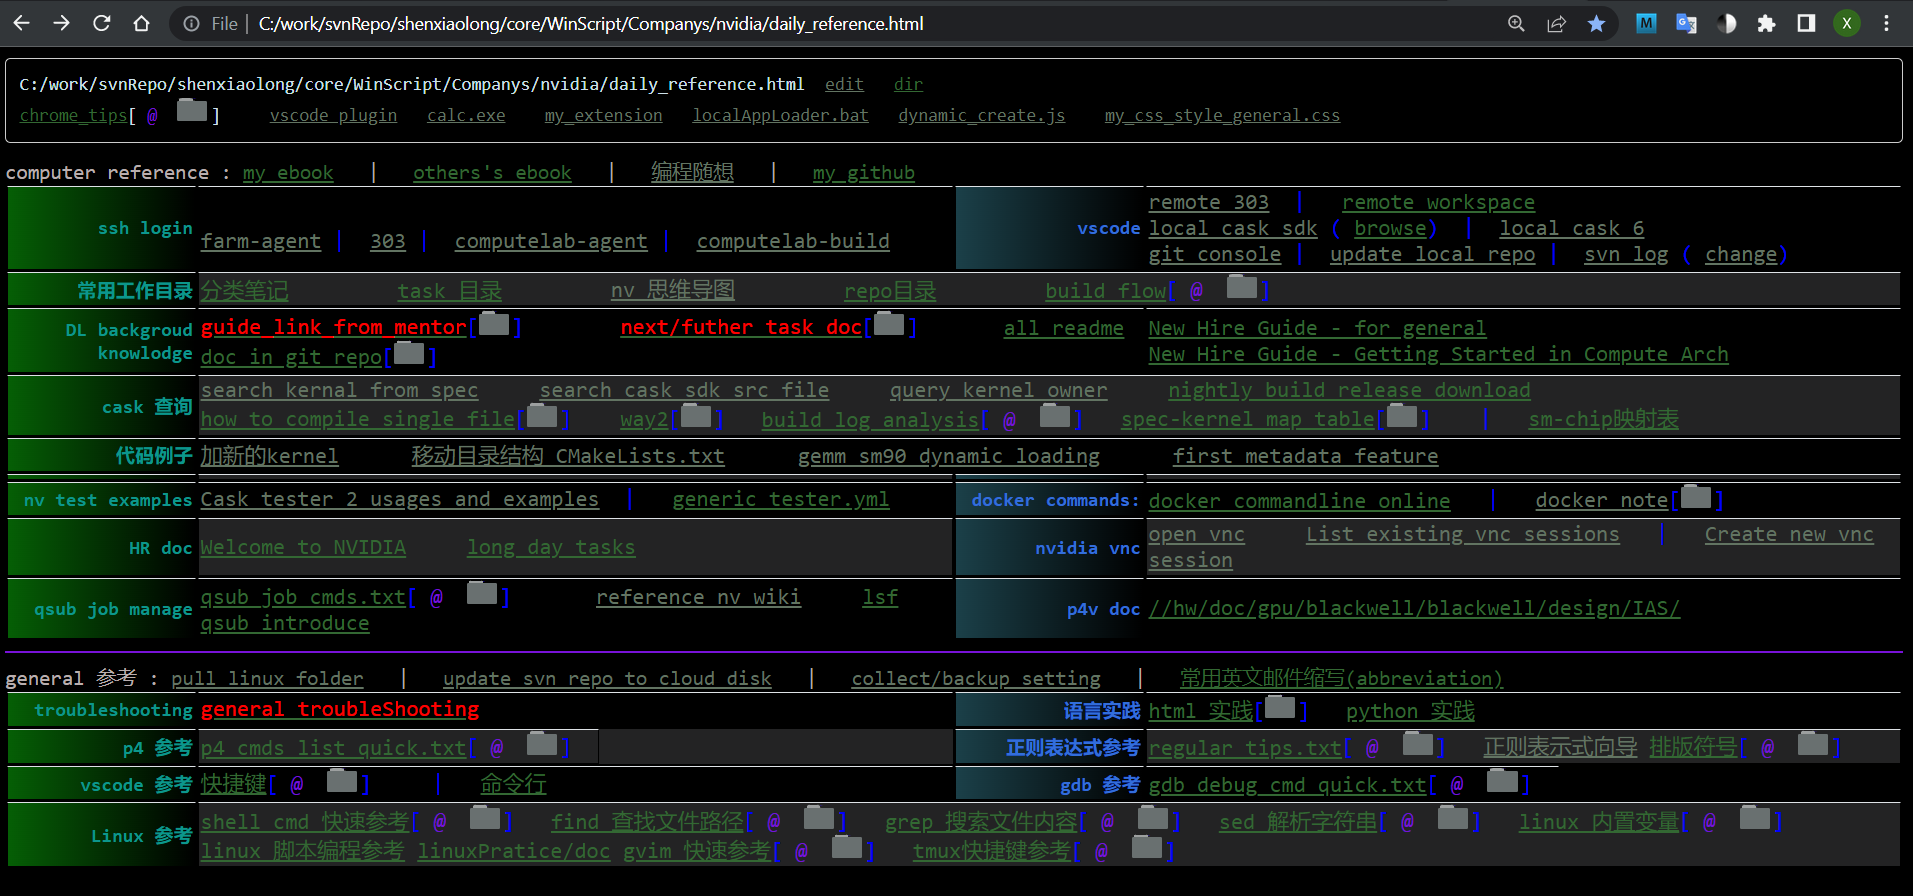 File | C:/work/svnRepo/shenxiaolong/core/WinScript/Companys/nvidia/daily_reference.html
C:/work/svnRepo/shenxiaolong/core/WinScript/Companys/nvidia/daily_reference.html edit dir
chrome_tips[ @ ] vscode plugin calc.exe my_extension localAppLoader.bat dynamic_create.js my_css_style_general.css
computer reference : my ebook | others's ebook | 编程随想 | my github
ssh login farm-agent | 303 | computelab-agent | computelab-build
vscode remote 303 | remote workspace
local cask sdk ( browse) | local cask 6
git console | update local repo | svn log ( change)
常用工作目录 分类笔记 task 目录 nv 思维导图 repo目录 build flow[ @ ]
DL backgroud knowlodge guide link from mentor[ ] next/futher task doc[ ] all readme New Hire Guide - for general
doc in git repo[ ] New Hire Guide - Getting Started in Compute Arch
cask 查询 search kernal from spec search cask sdk src file query kernel owner nightly build release download
how to compile single file[ ] way2[ ] build log analysis[ @ ] spec-kernel map table[ ] | sm-chip映射表
代码例子 加新的kernel 移动目录结构 CMakeLists.txt gemm sm90 dynamic loading first metadata feature
nv test examples Cask tester 2 usages and examples | generic tester.yml docker commands: docker commandline online | docker note[ ]
HR doc Welcome to NVIDIA long day tasks nvidia vnc open vnc List existing vnc sessions | Create new vnc
session
qsub job manage qsub job cmds.txt[ @ ] reference nv wiki lsf
qsub introduce
p4v doc //hw/doc/gpu/blackwell/blackwell/design/IAS/
general 参考 : pull linux folder | update svn repo to cloud disk | collect/backup setting | 常用英文邮件缩写(abbreviation)
troubleshooting general troubleShooting 语言实践 html 实践[ ] python 实践
p4 参考 p4 cmds list quick.txt[ @ ] 正则表达式参考 regular tips.txt[ @ ] 正则表示式向导 排版符号[ @ ]
vscode 参考 快捷键[ @ ] | 命令行 gdb 参考 gdb debug cmd quick.txt[ @ ]
Linux 参考 shell cmd 快速参考[ @ ] find 查找文件路径[ @ ] grep 搜索文件内容[ @ ] sed 解析字符串[ @ ] linux 内置变量[ @ ]
linux 脚本编程参考 linuxPratice/doc gvim 快速参考[ @ ] tmux快捷键参考[ @ ]